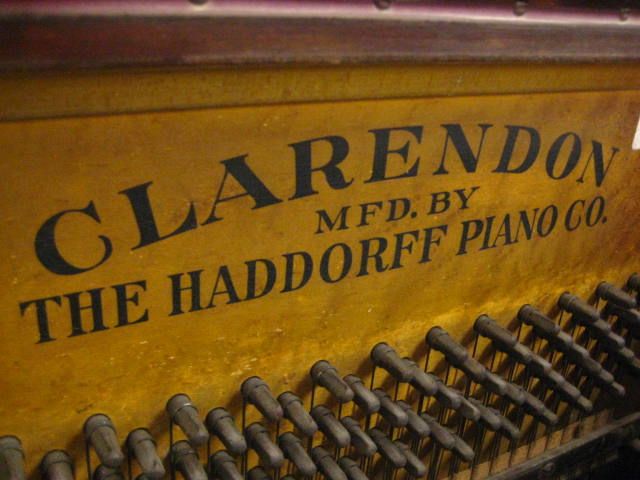 CLARENDON
MFD. BY
THE HADDORFF PIANO CO.